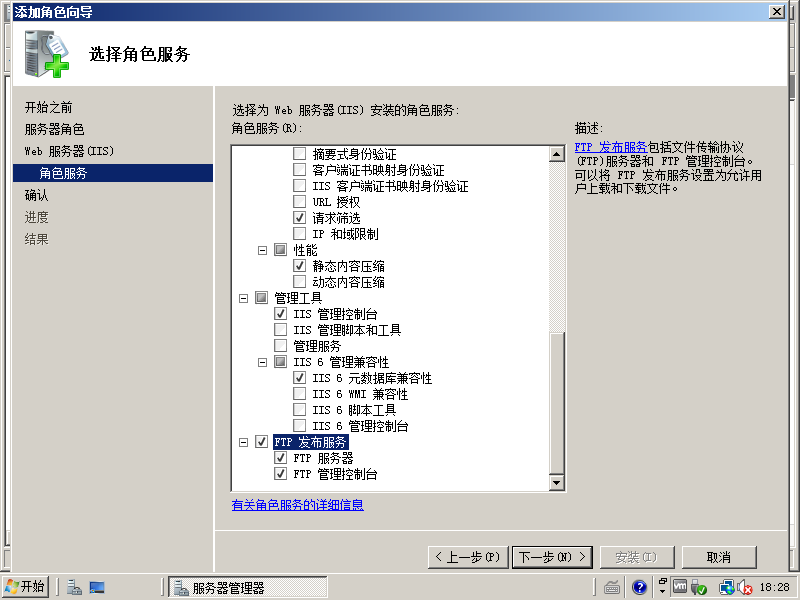 添加角色向导
选择角色服务
开始之前
服务器角色
Web 服务器(IIS)
角色服务
确认
进度
结果
选择为 Web 服务器(IIS) 安装的角色服务:
角色服务(R):
摘要式身份验证
客户端证书映射身份验证
IIS 客户端证书映射身份验证
URL 授权
请求筛选
IP 和域限制
性能
静态内容压缩
动态内容压缩
管理工具
IIS 管理控制台
IIS 管理脚本和工具
管理服务
IIS 6 管理兼容性
IIS 6 元数据库兼容性
IIS 6 WMI 兼容性
IIS 6 脚本工具
IIS 6 管理控制台
FTP 发布服务
FTP 服务器
FTP 管理控制台
有关角色服务的详细信息
描述:
FTP 发布服务包括文件传输协议
(FTP)服务器和 FTP 管理控制台。
可以将 FTP 发布服务设置为允许用
户上载和下载文件。
< 上一步(P)
下一步(N) >
安装(I)
取消
开始
服务器管理器
18:28